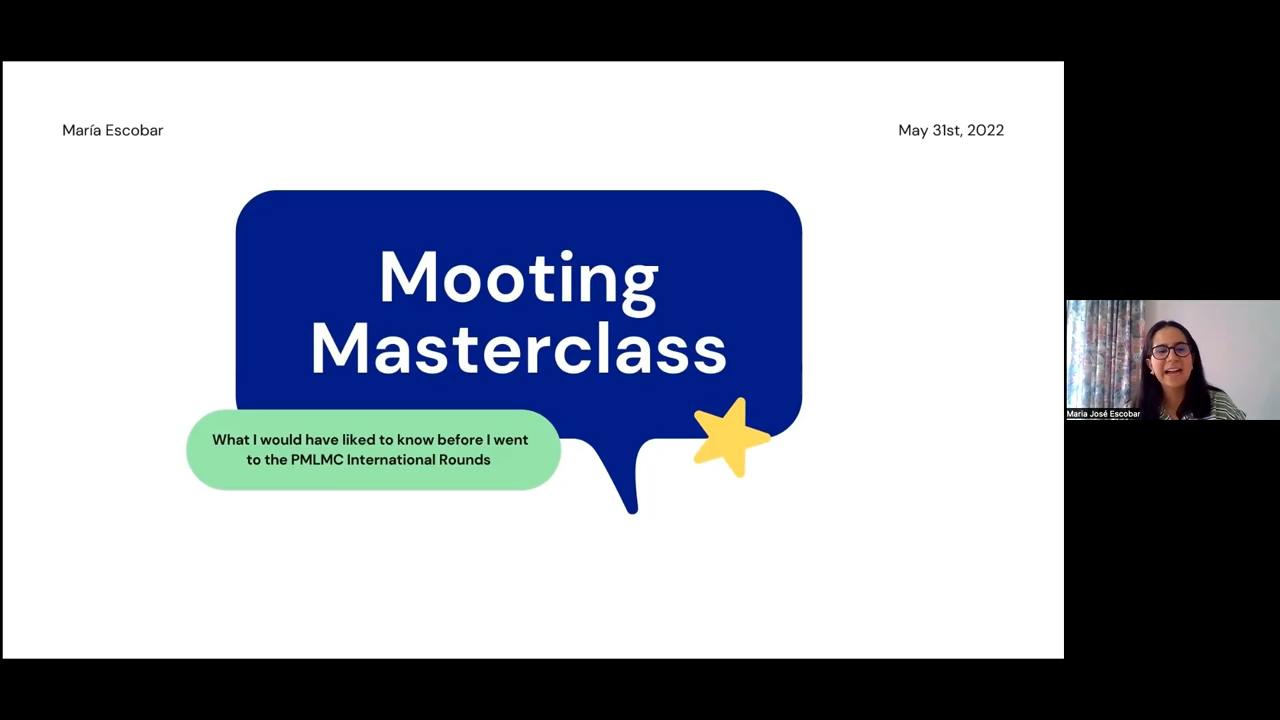 María Escobar
May 31st, 2022
Mooting
Masterclass
What I would have liked to know before I went
to the PMLMC International Rounds
María José Escobar